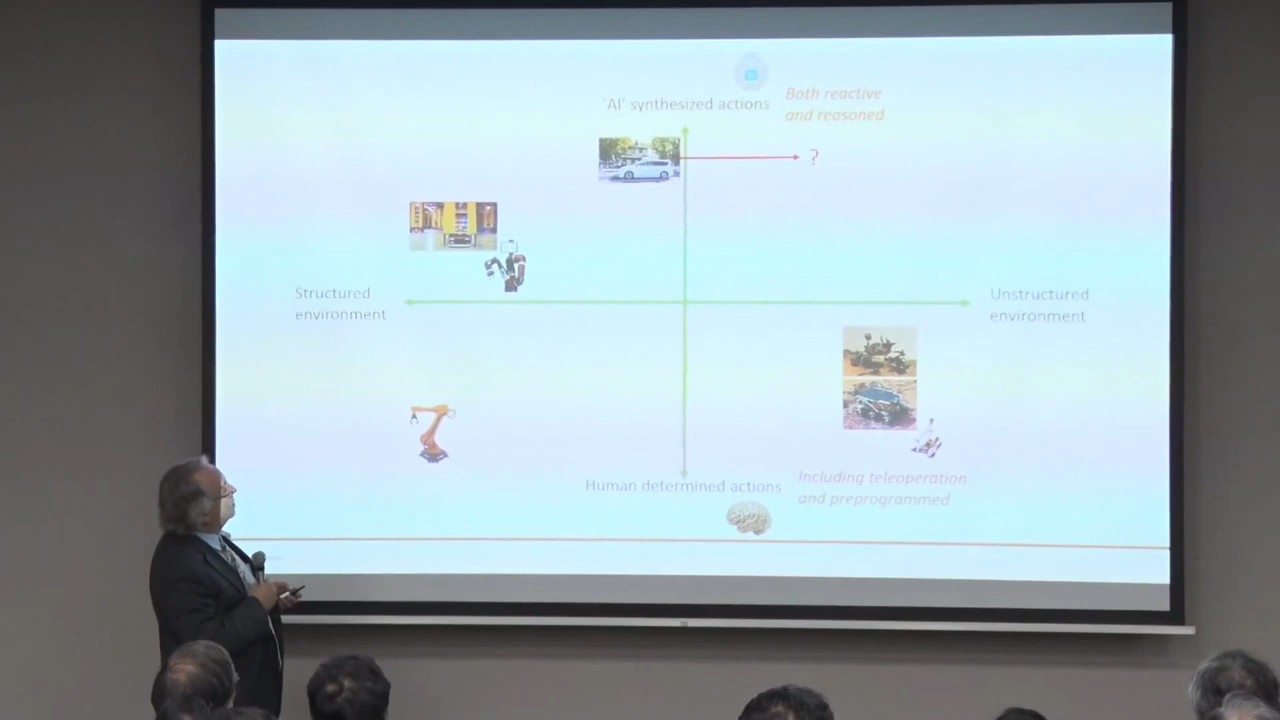 'AI' synthesized actions
Both reactive
and reasoned
?
Structured
environment
Unstructured
environment
Human determined actions
Including teleoperation
and preprogrammed